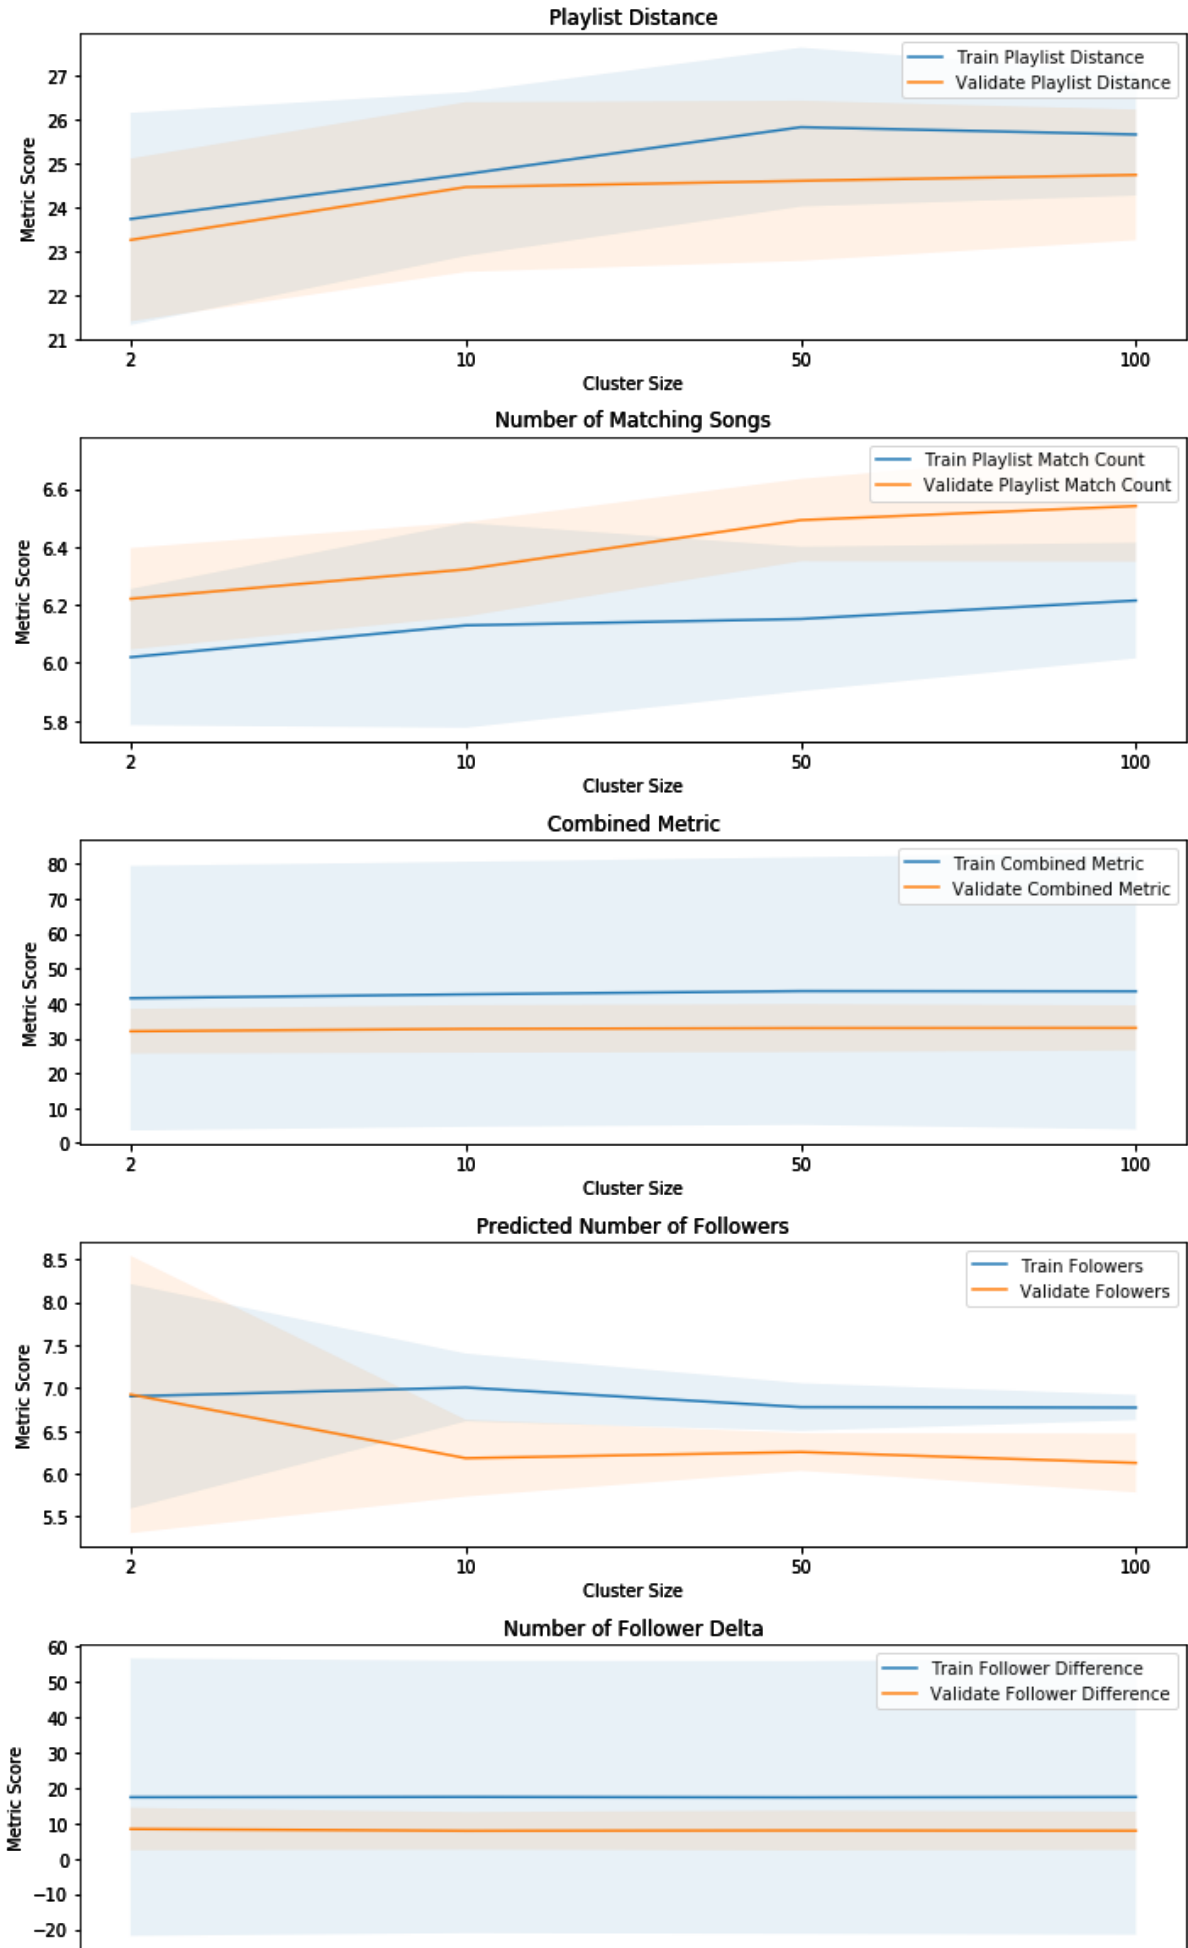 Playlist Distance
Train Playlist Distance
Validate Playlist Distance
Metric Score
27
26
25
24
23
22
21
2 10 50 100
Cluster Size
Number of Matching Songs
Train Playlist Match Count
Validate Playlist Match Count
Metric Score
6.6
6.4
6.2
6.0
5.8
2 10 50 100
Cluster Size
Combined Metric
Train Combined Metric
Validate Combined Metric
Metric Score
80
70
60
50
40
30
20
10
0
2 10 50 100
Cluster Size
Predicted Number of Followers
Train Folowers
Validate Folowers
Metric Score
8.5
8.0
7.5
7.0
6.5
6.0
5.5
2 10 50 100
Cluster Size
Number of Follower Delta
Train Follower Difference
Validate Follower Difference
Metric Score
60
50
40
30
20
10
0
−10
−20